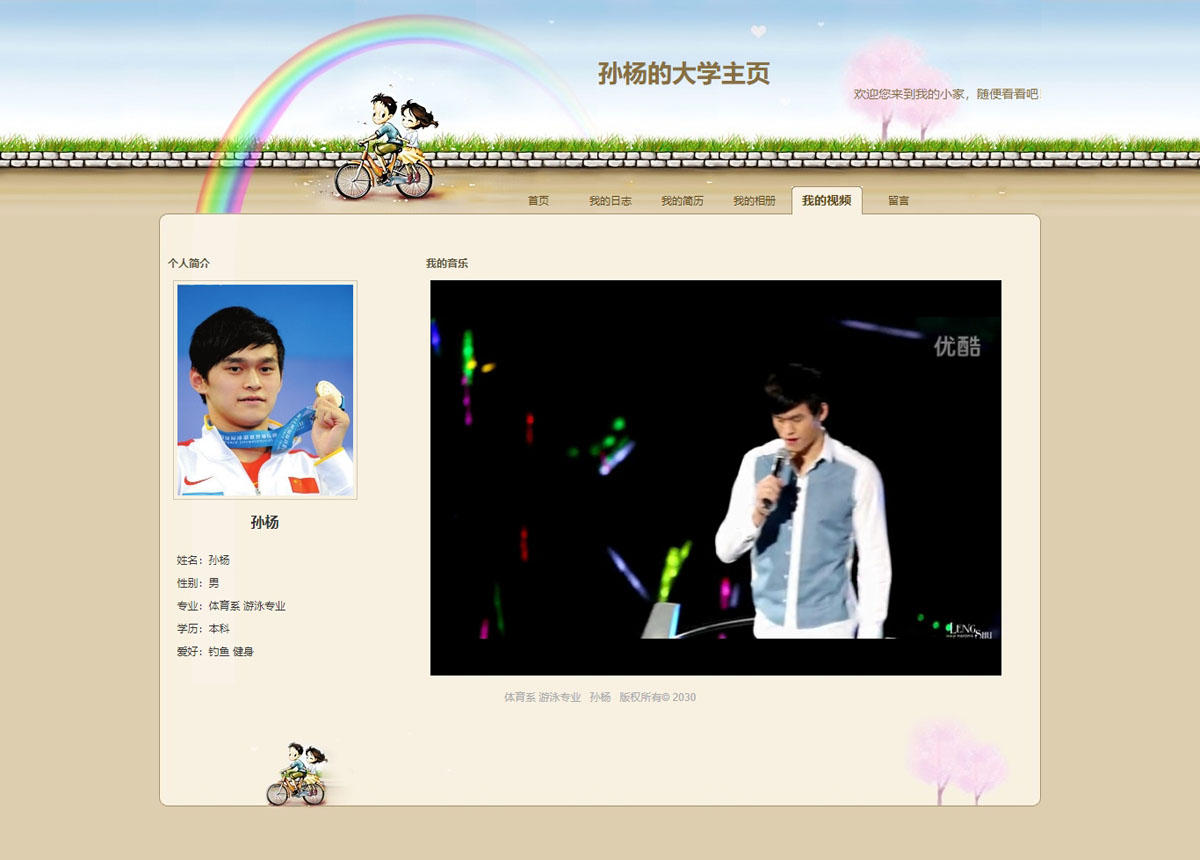 孙杨的大学主页
欢迎您来到我的小家，随便看看吧
首页 我的日志 我的简历 我的相册 我的视频 留言
个人简介
孙杨
姓名：孙杨
性别：男
专业：体育系 游泳专业
学历：本科
爱好：钓鱼 健身
我的音乐
优酷
LENG
SHU
体育系 游泳专业 孙杨 版权所有© 2030